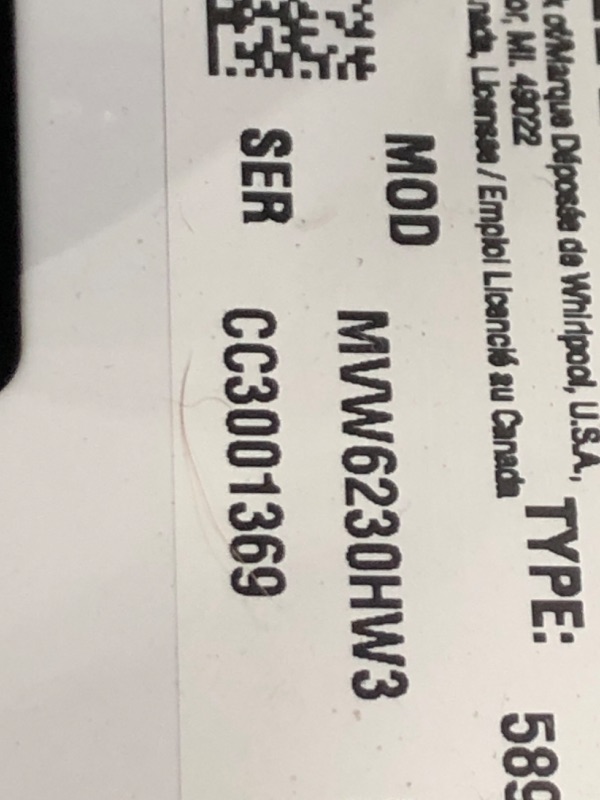 of/Marque Déposée de Whirlpool, U.S.A.,
or, MI. 49022
nada, Licensee / Emploi Licencié au Canada
TYPE: 589
MOD MVW6230HW3
SER CC3001369